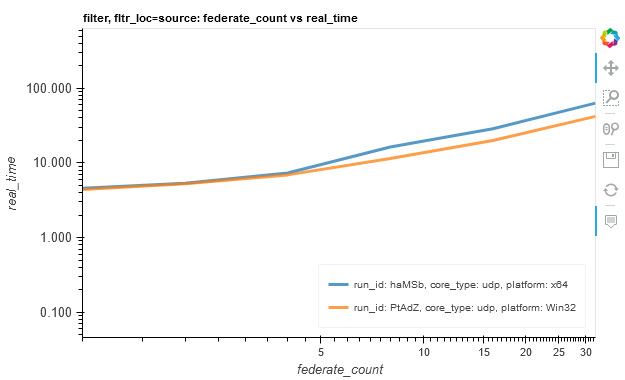 filter, fltr_loc=source: federate_count vs real_time
100.000
10.000
1.000
0.100
real_time
run_id: haMSb, core_type: udp, platform: x64
run_id: PtAdZ, core_type: udp, platform: Win32
5
10
15
20
25
30
federate_count